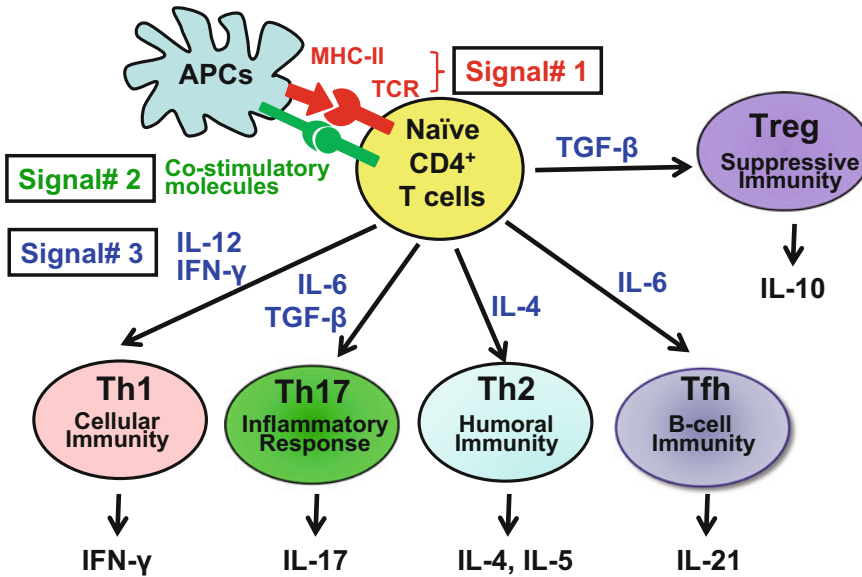 APCs
MHC-II
TCR
Signal# 1
Naïve
CD4⁺
T cells
Signal# 2
Co-stimulatory
molecules
TGF-β
Treg
Suppressive
Immunity
IL-10
Signal# 3
IL-12
IFN-γ
IL-6
TGF-β
IL-4
IL-6
Th1
Cellular
Immunity
Th17
Inflammatory
Response
Th2
Humoral
Immunity
Tfh
B-cell
Immunity
IFN-γ
IL-17
IL-4, IL-5
IL-21